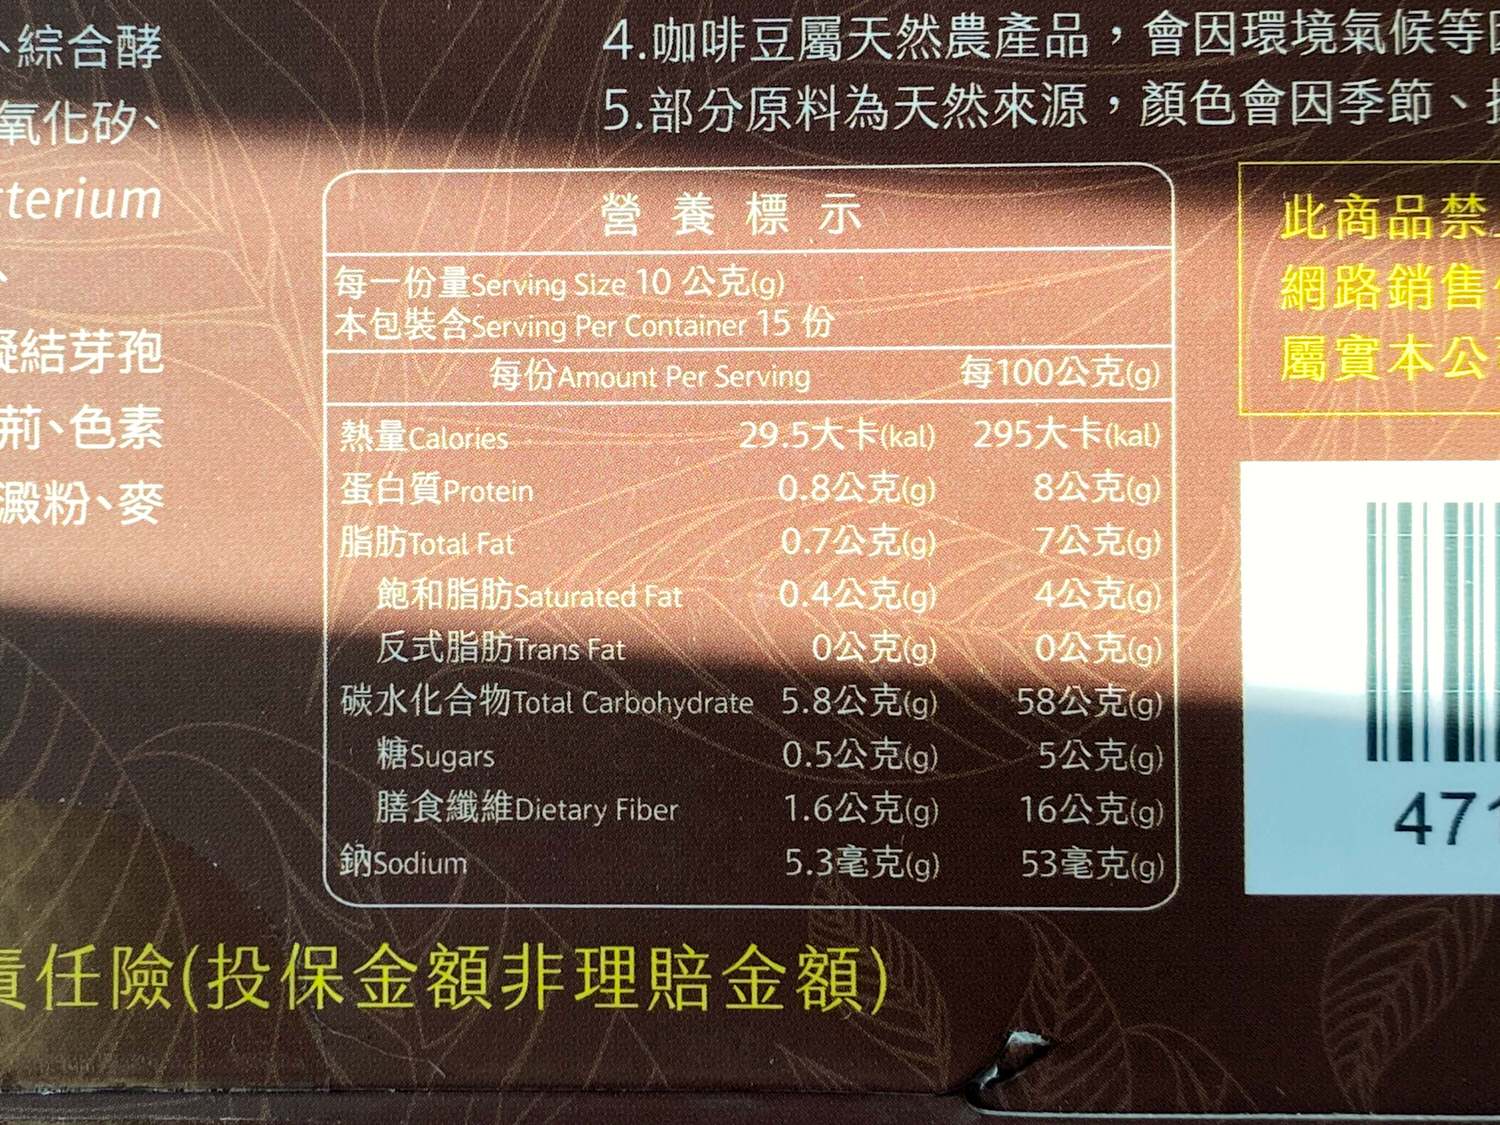 、綜合酵
氧化矽、
terium
、
凝結芽孢
莉、色素
澱粉、麥
4.咖啡豆屬天然農產品，會因環境氣候等因
5.部分原料為天然來源，顏色會因季節、
營養標示
每一份量Serving Size 10 公克(g)
本包裝含Serving Per Container 15 份
每份Amount Per Serving 每100公克(g)
熱量Calories 29.5大卡(kal) 295大卡(kal)
蛋白質Protein 0.8公克(g) 8公克(g)
脂肪Total Fat 0.7公克(g) 7公克(g)
飽和脂肪Saturated Fat 0.4公克(g) 4公克(g)
反式脂肪Trans Fat 0公克(g) 0公克(g)
碳水化合物Total Carbohydrate 5.8公克(g) 58公克(g)
糖Sugars 0.5公克(g) 5公克(g)
膳食纖維Dietary Fiber 1.6公克(g) 16公克(g)
鈉Sodium 5.3毫克(g) 53毫克(g)
此商品禁
網路銷售
屬實本公
471
責任險(投保金額非理賠金額)